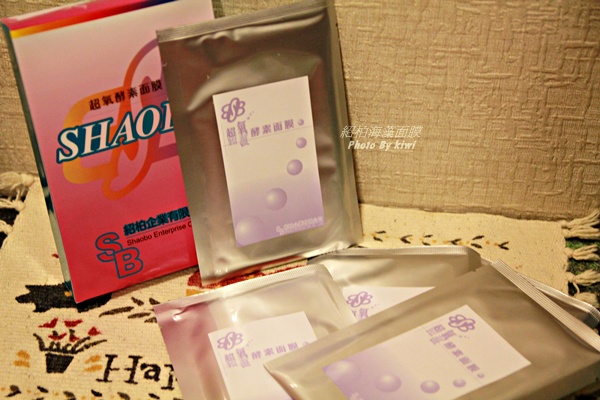 超氧酵素面膜
SHAOB
紹柏企業有限
Shaobo Enterprise C
SB
超氧酵素面膜
紹柏海藻面膜
Photo By kiwi
超氧酵素面膜
超氧酵素面膜
HaH